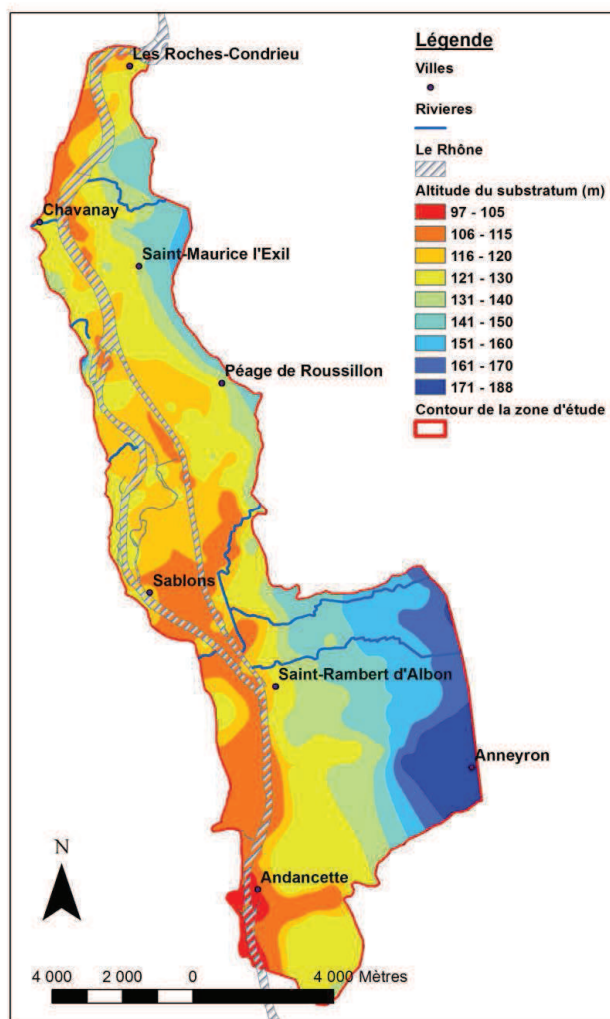 Légende
Villes
Rivieres
Le Rhône
Altitude du substratum (m)
97 - 105
106 - 115
116 - 120
121 - 130
131 - 140
141 - 150
151 - 160
161 - 170
171 - 188
Contour de la zone d'étude
Les Roches-Condrieu
Chavanay
Saint-Maurice l'Exil
Péage de Roussillon
Sablons
Saint-Rambert d'Albon
Anneyron
Andancette
N
4 000 2 000 0 4 000 Mètres